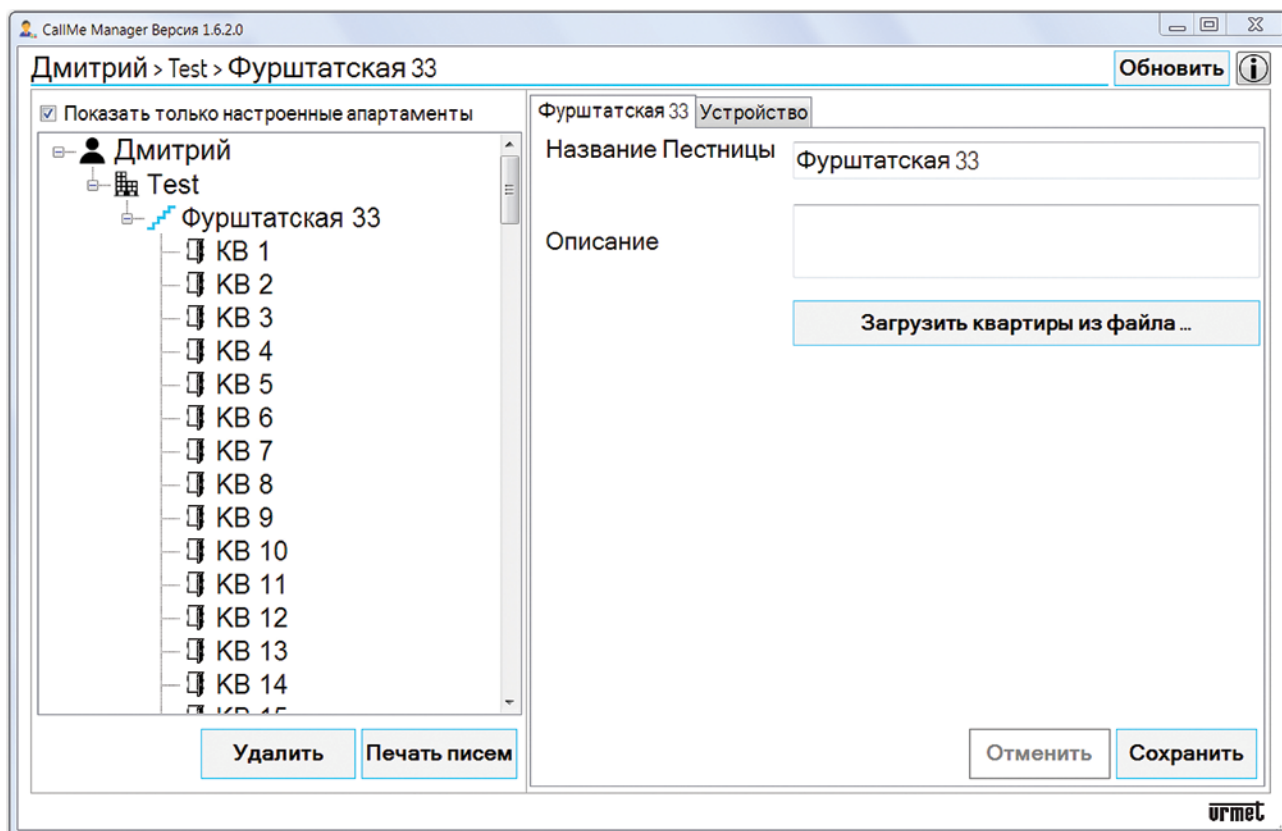 CallMe Manager Версия 1.6.2.0
Дмитрий > Test > Фурштатская 33
Обновить
Показать только настроенные апартаменты
Дмитрий
Test
Фурштатская 33
КВ 1
КВ 2
КВ 3
КВ 4
КВ 5
КВ 6
КВ 7
КВ 8
КВ 9
КВ 10
КВ 11
КВ 12
КВ 13
КВ 14
Удалить
Печать писем
Фурштатская 33
Устройство
Название Пестницы
Фурштатская 33
Описание
Загрузить квартиры из файла ...
Отменить
Сохранить
urmet